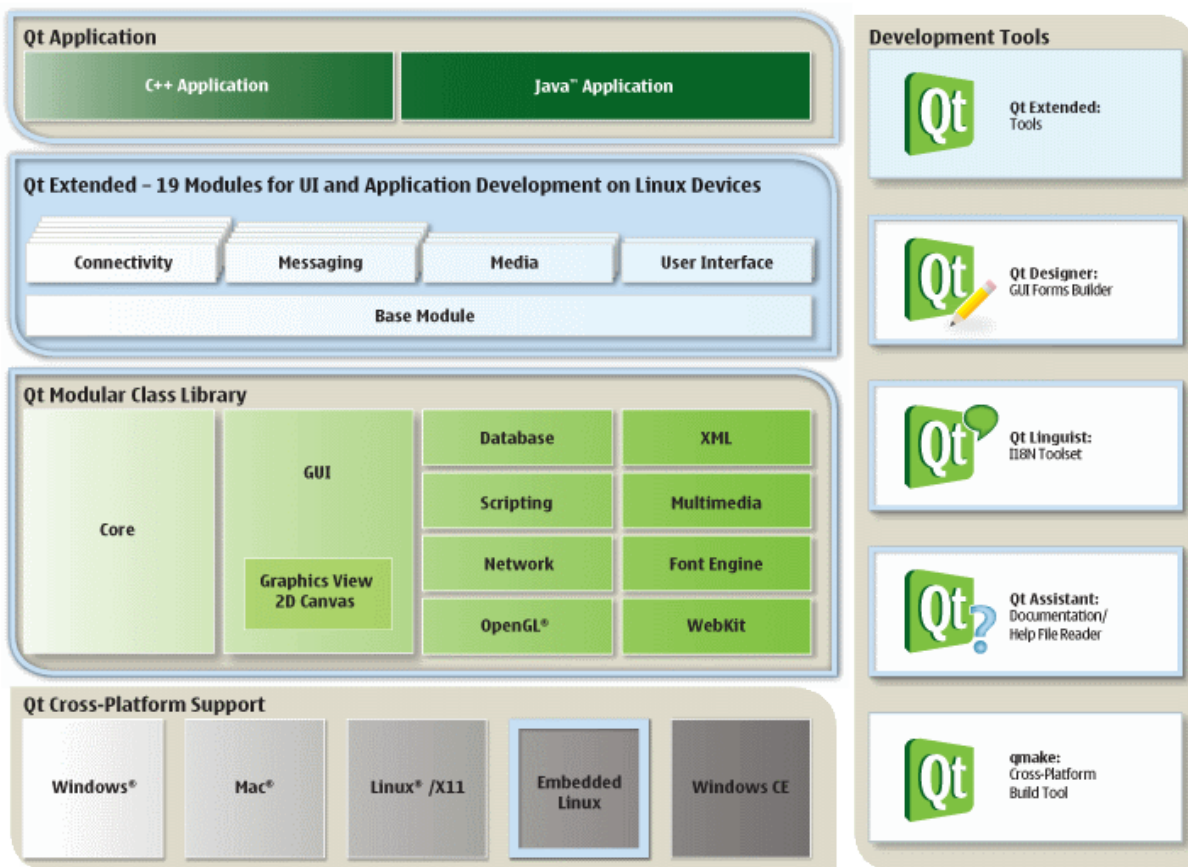 Qt Application
C++ Application
Java™ Application
Qt Extended – 19 Modules for UI and Application Development on Linux Devices
Connectivity
Messaging
Media
User Interface
Base Module
Qt Modular Class Library
Core
GUI
Graphics View
2D Canvas
Database
XML
Scripting
Multimedia
Network
Font Engine
OpenGL®
WebKit
Qt Cross-Platform Support
Windows®
Mac®
Linux® /X11
Embedded
Linux
Windows CE
Development Tools
Qt
Qt Extended:
Tools
Qt
Qt Designer:
GUI Forms Builder
Qt
Qt Linguist:
I18N Toolset
Qt
Qt Assistant:
Documentation/
Help File Reader
Qt
qmake:
Cross-Platform
Build Tool